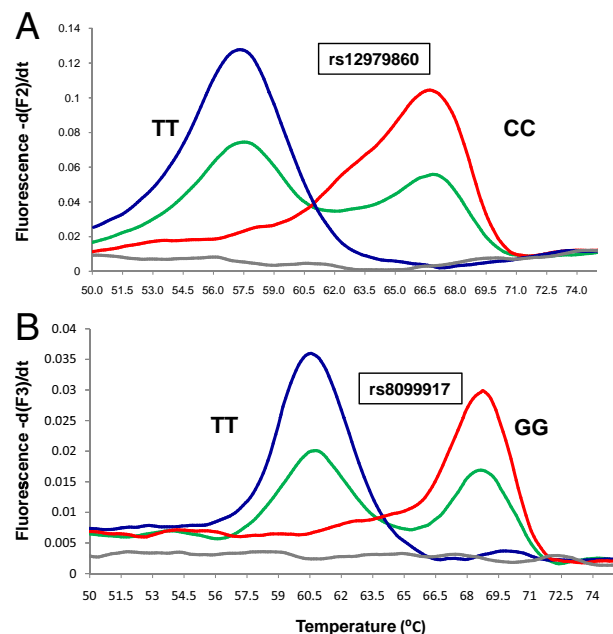 A
Fluorescence -d(F2)/dt
0.14
0.12
0.1
0.08
0.06
0.04
0.02
0
rs12979860
TT
CC
50.0 51.5 53.0 54.5 56.0 57.5 59.0 60.5 62.0 63.5 65.0 66.5 68.0 69.5 71.0 72.5 74.0
B
Fluorescence -d(F3)/dt
0.04
0.035
0.03
0.025
0.02
0.015
0.01
0.005
0
rs8099917
TT
GG
50 51.5 53 54.5 56 57.5 59 60.5 62 63.5 65 66.5 68 69.5 71 72.5 74
Temperature (⁰C)